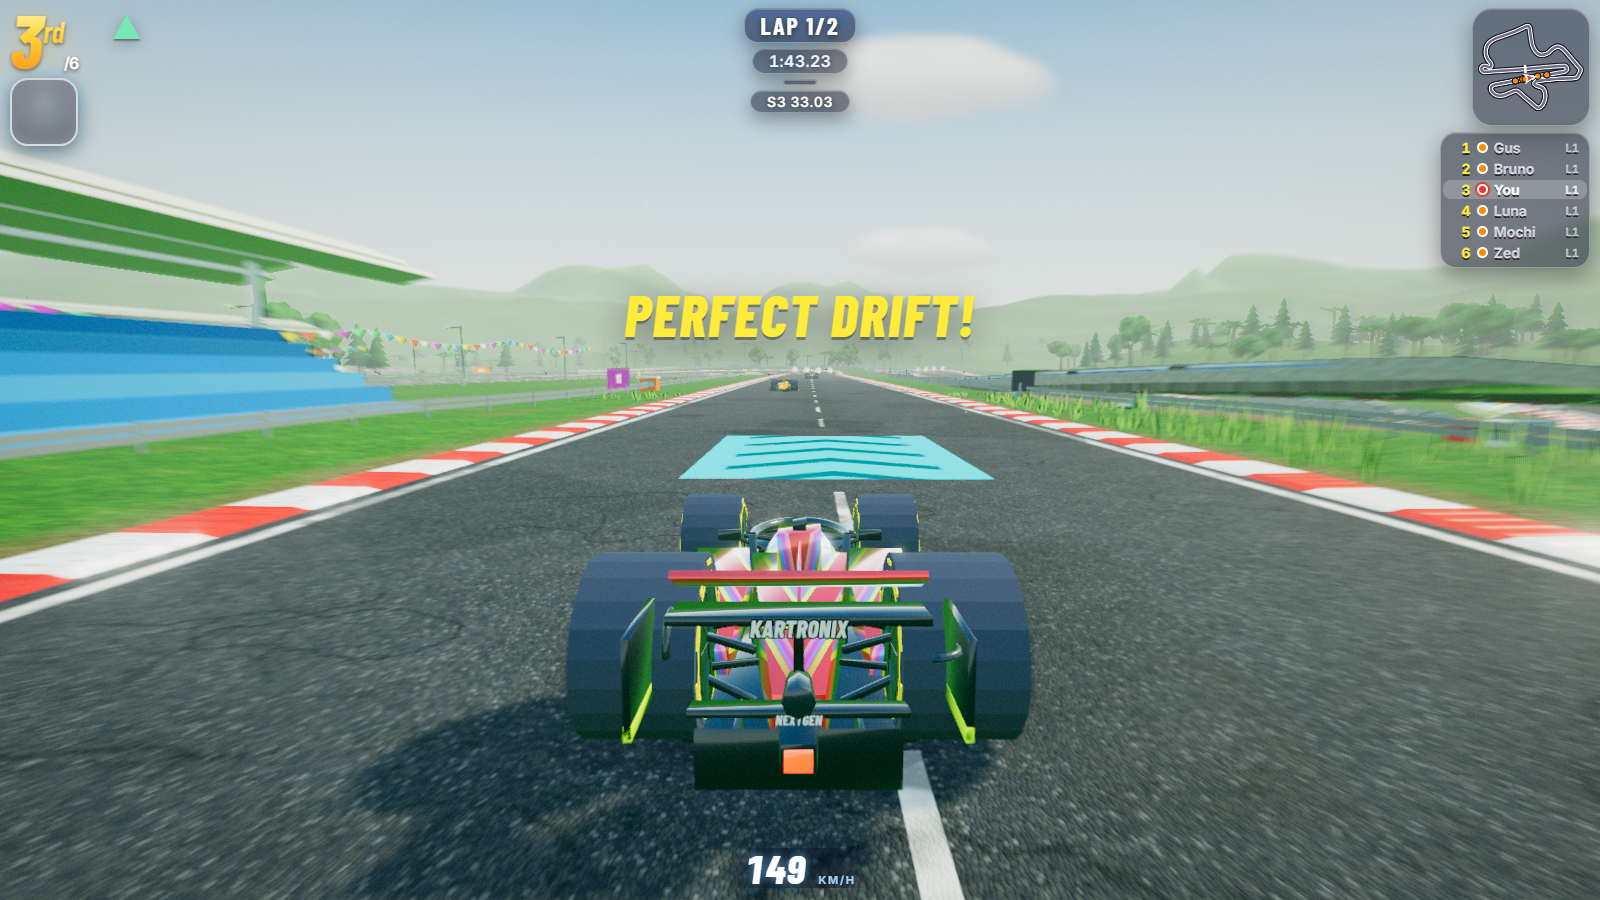 3rd
/6
LAP 1/2
1:43.23
S3 33.03
1 Gus L1
2 Bruno L1
3 You L1
4 Luna L1
5 Mochi L1
6 Zed L1
PERFECT DRIFT!
KARTRONIX
NEXTGEN
149 KM/H